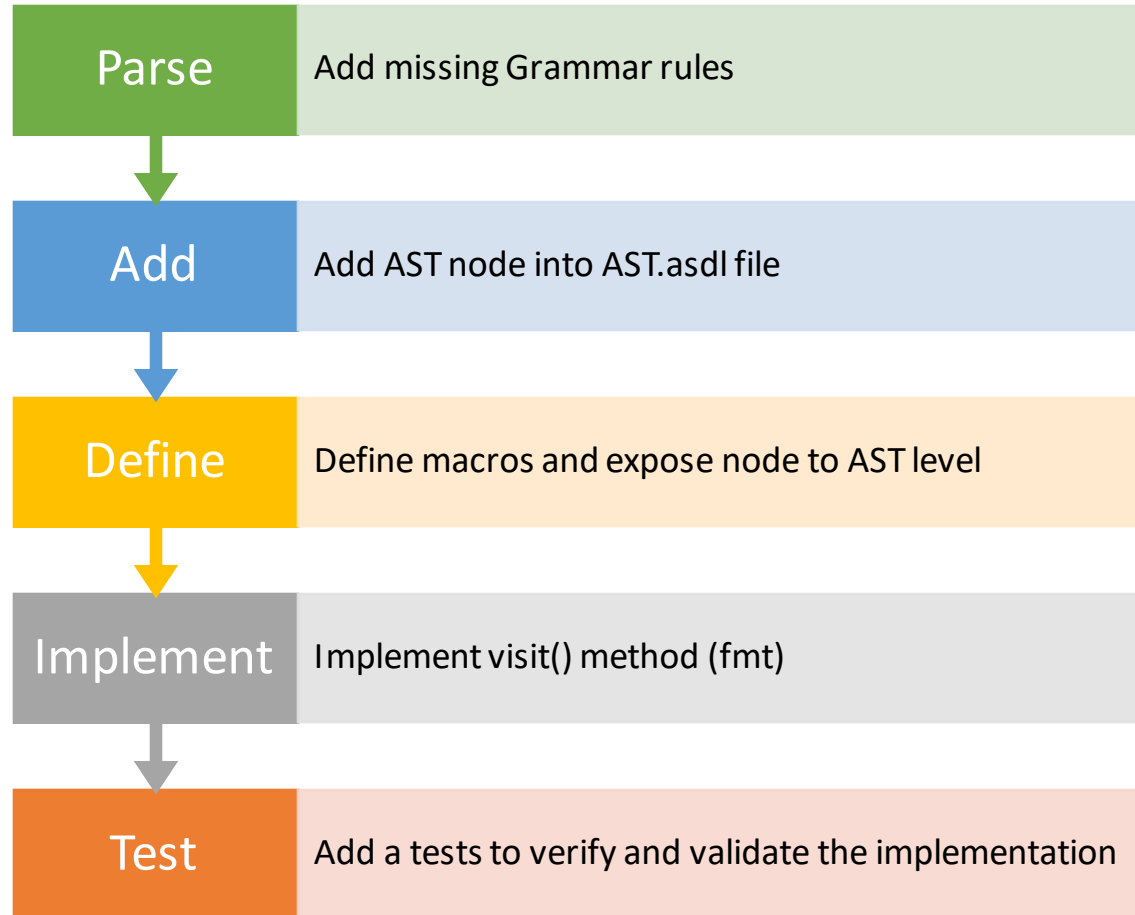 Parse
Add missing Grammar rules
Add
Add AST node into AST.asdl file
Define
Define macros and expose node to AST level
Implement
Implement visit() method (fmt)
Test
Add a tests to verify and validate the implementation